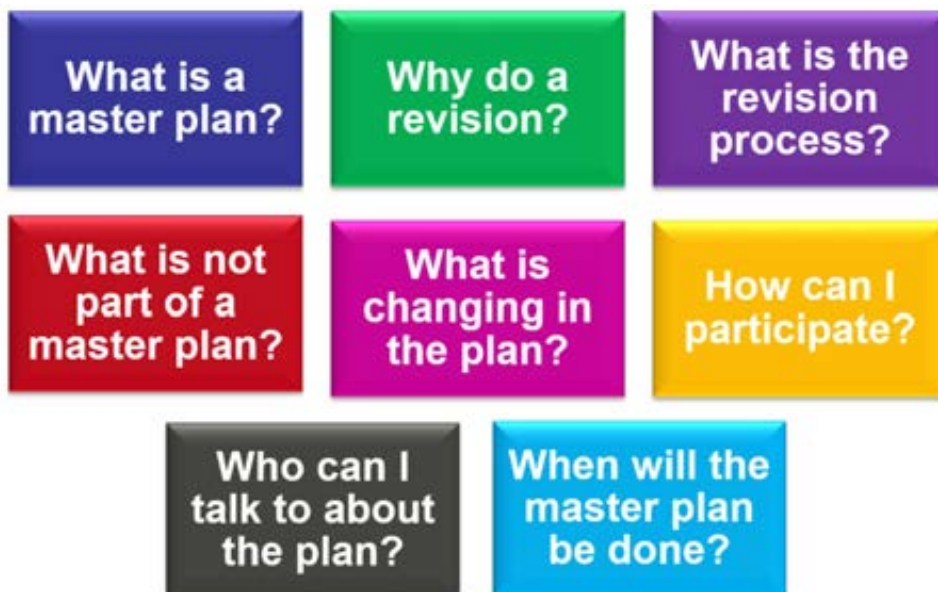 What is a
master plan?
Why do a
revision?
What is the
revision
process?
What is not
part of a
master plan?
What is
changing in
the plan?
How can I
participate?
Who can I
talk to about
the plan?
When will the
master plan
be done?